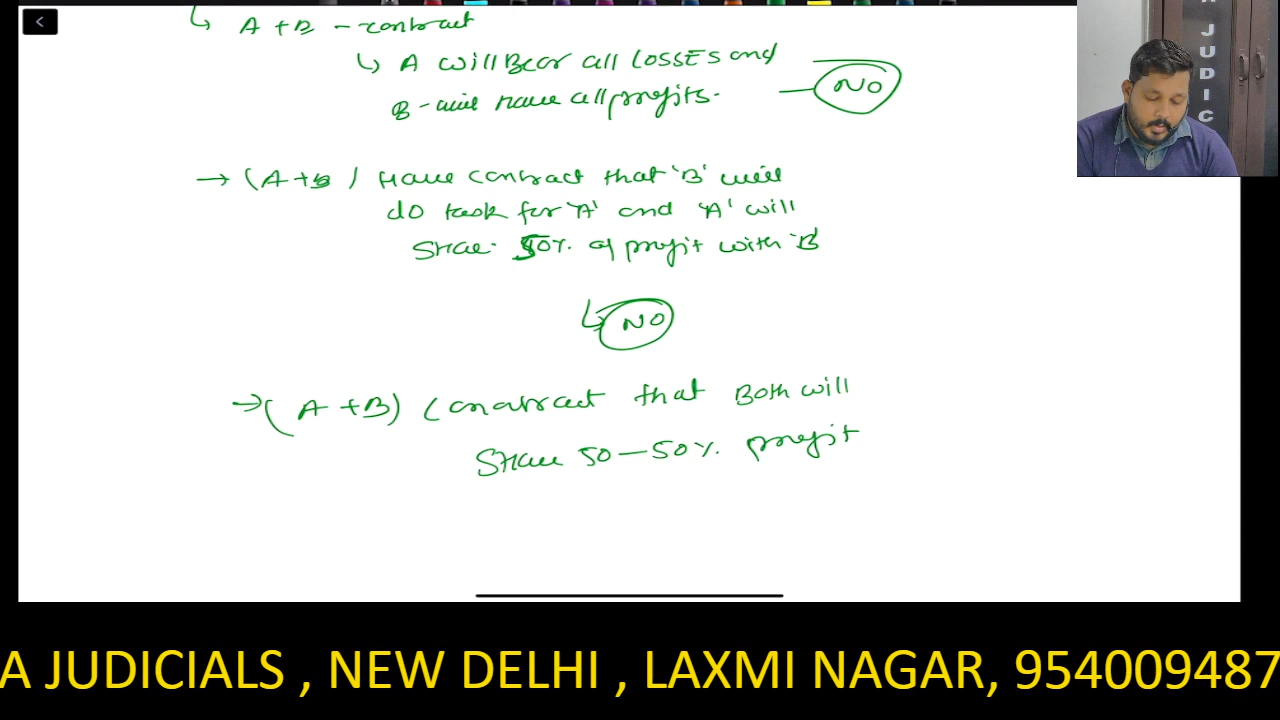 A + B - contract
A will Bear all LOSSES and
B - will Have all profits.
NO
→ (A+B) Have contract that 'B' will
do task for 'A' and 'A' will
Share 50% of profit with 'B'
NO
→ (A+B) Contract that Both will
Share 50-50% profit
A
J
U
D
I
C
A JUDICIALS , NEW DELHI , LAXMI NAGAR, 954009487